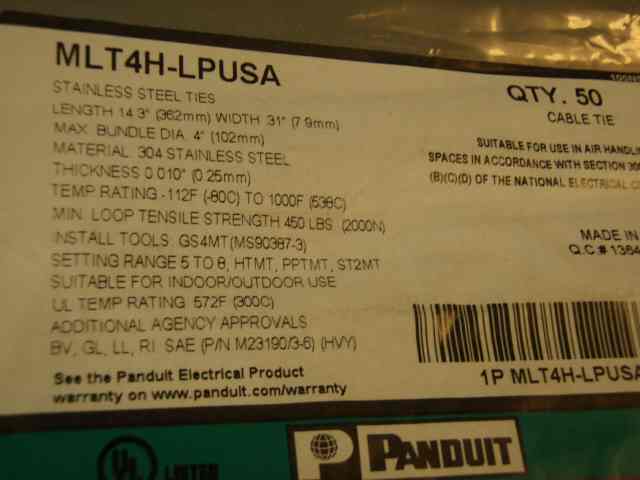 MLT4H-LPUSA
STAINLESS STEEL TIES
LENGTH 14.3" (362mm) WIDTH .31" (7.9mm)
MAX. BUNDLE DIA. 4" (102mm)
MATERIAL: 304 STAINLESS STEEL
THICKNESS 0.010" (0.25mm)
TEMP RATING -112F (-80C) TO 1000F (538C)
MIN. LOOP TENSILE STRENGTH 450 LBS. (2000N)
INSTALL TOOLS: GS4MT(MS90387-3)
SETTING RANGE 5 TO 8, HTMT, PPTMT, ST2MT
SUITABLE FOR INDOOR/OUTDOOR USE
UL TEMP RATING: 572F (300C)
ADDITIONAL AGENCY APPROVALS
BV, GL, LL, RI SAE (P/N M23190/3-6) (HVY)
See the Panduit Electrical Product
warranty on www.panduit.com/warranty
QTY. 50
CABLE TIE
SUITABLE FOR USE IN AIR HANDLIN
SPACES IN ACCORDANCE WITH SECTION 300
(B)(C)(D) OF THE NATIONAL ELECTRICAL
MADE IN
Q.C.# 1364
1P MLT4H-LPUSA
UL LISTED
P PANDUIT